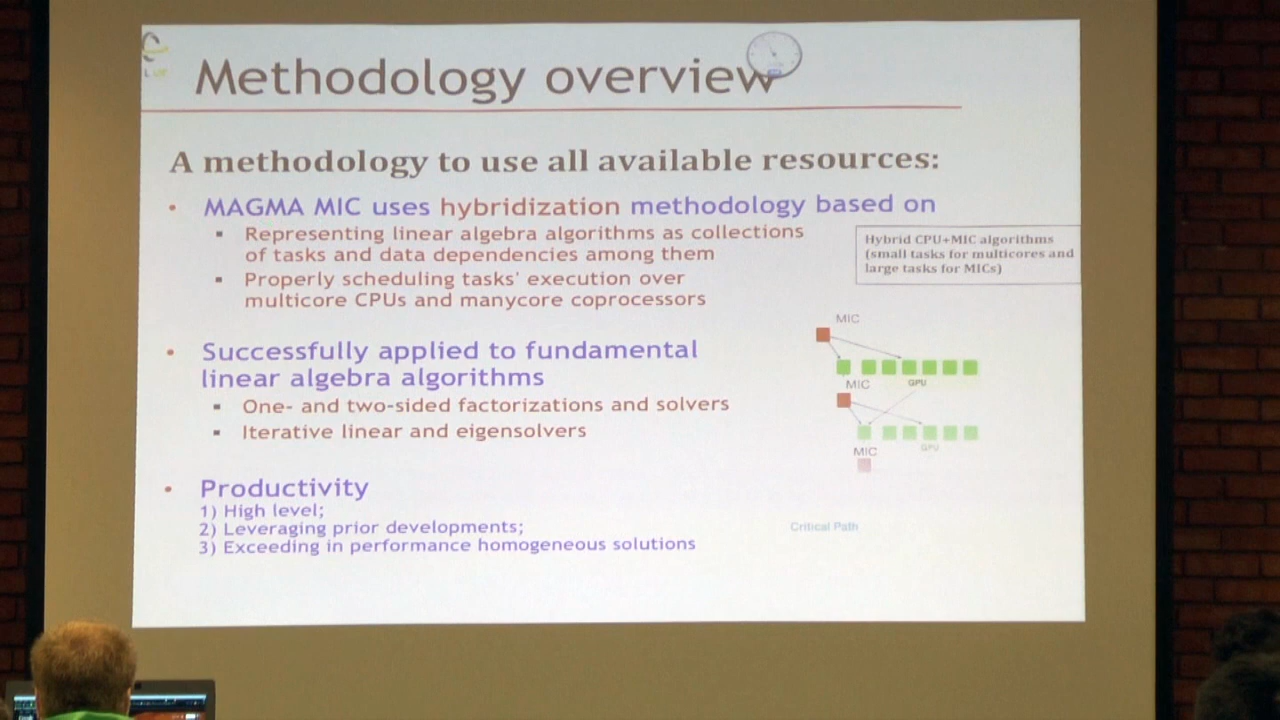 Methodology overview
A methodology to use all available resources:
• MAGMA MIC uses hybridization methodology based on
▪ Representing linear algebra algorithms as collections
of tasks and data dependencies among them
▪ Properly scheduling tasks' execution over
multicore CPUs and manycore coprocessors
Hybrid CPU+MIC algorithms
(small tasks for multicores and
large tasks for MICs)
• Successfully applied to fundamental
linear algebra algorithms
▪ One- and two-sided factorizations and solvers
▪ Iterative linear and eigensolvers
MIC
MIC
GPU
MIC
GPU
• Productivity
1) High level;
2) Leveraging prior developments;
3) Exceeding in performance homogeneous solutions
Critical Path